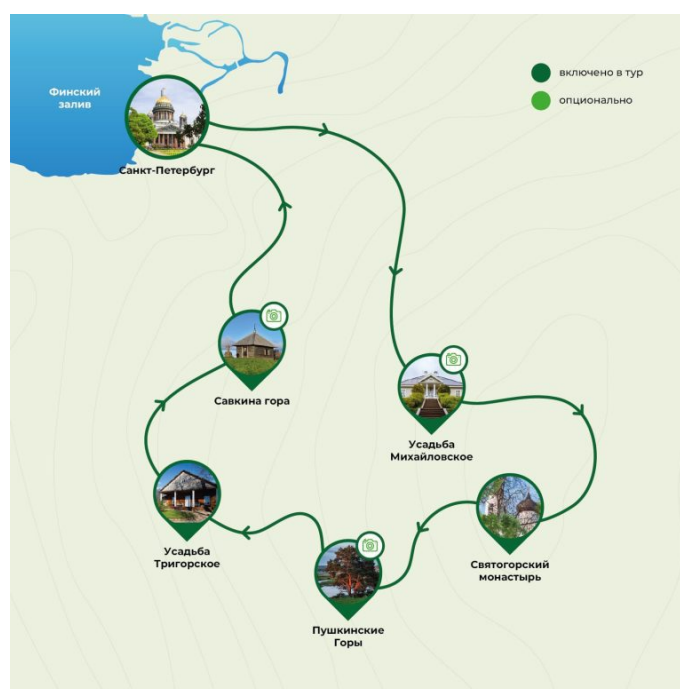 Финский
залив
включено в тур
опционально
Санкт-Петербург
Савкина гора
Усадьба
Михайловское
Усадьба
Тригорское
Святогорский
монастырь
Пушкинские
Горы